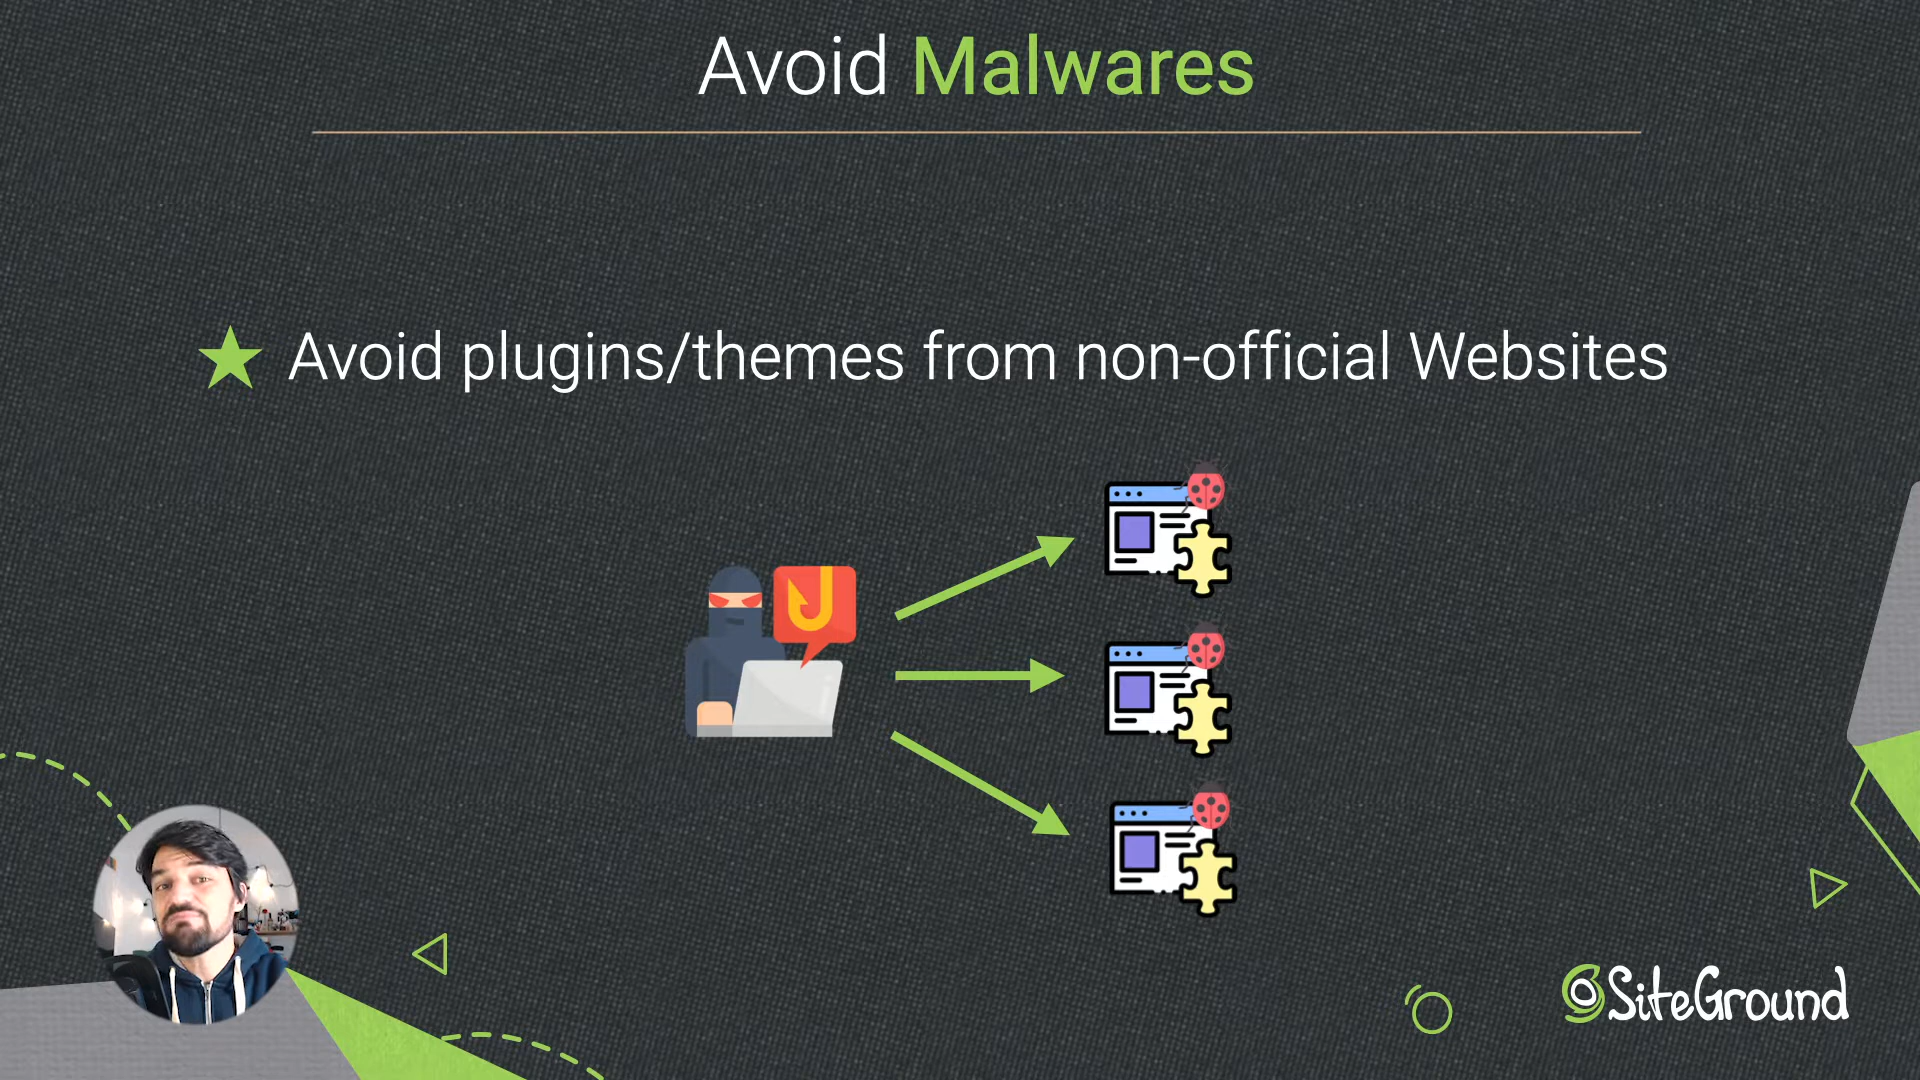 Avoid Malwares
Avoid plugins/themes from non-official Websites
SiteGround